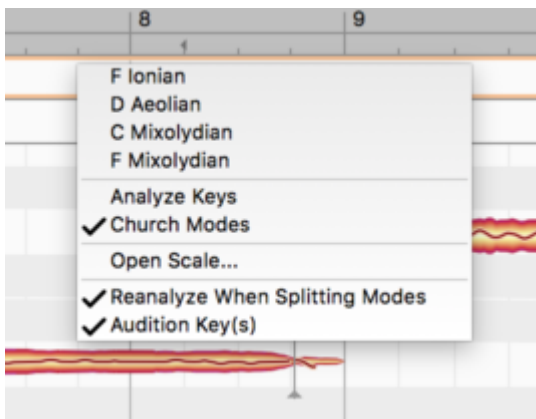 8 9
F Ionian
D Aeolian
C Mixolydian
F Mixolydian
Analyze Keys
Church Modes
Open Scale...
Reanalyze When Splitting Modes
Audition Key(s)